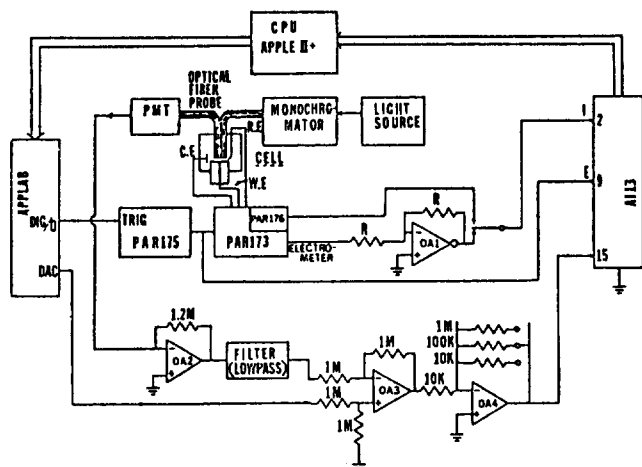 CPU
APPLE II+
OPTICAL
FIBER
PROBE
PMT
MONOCHRO-
MATOR
LIGHT
SOURCE
R.E
C.E
CELL
W.E
I
2
E
9
15
AI13
APPLAB
DIG/O
DAC
TRIG
PAR175
PAR176
PAR173
ELECTRO-
METER
R
R
OA1
1.2M
OA2
FILTER
(LOWPASS)
1M
1M
1M
1M
OA3
10K
1M
100K
10K
OA4